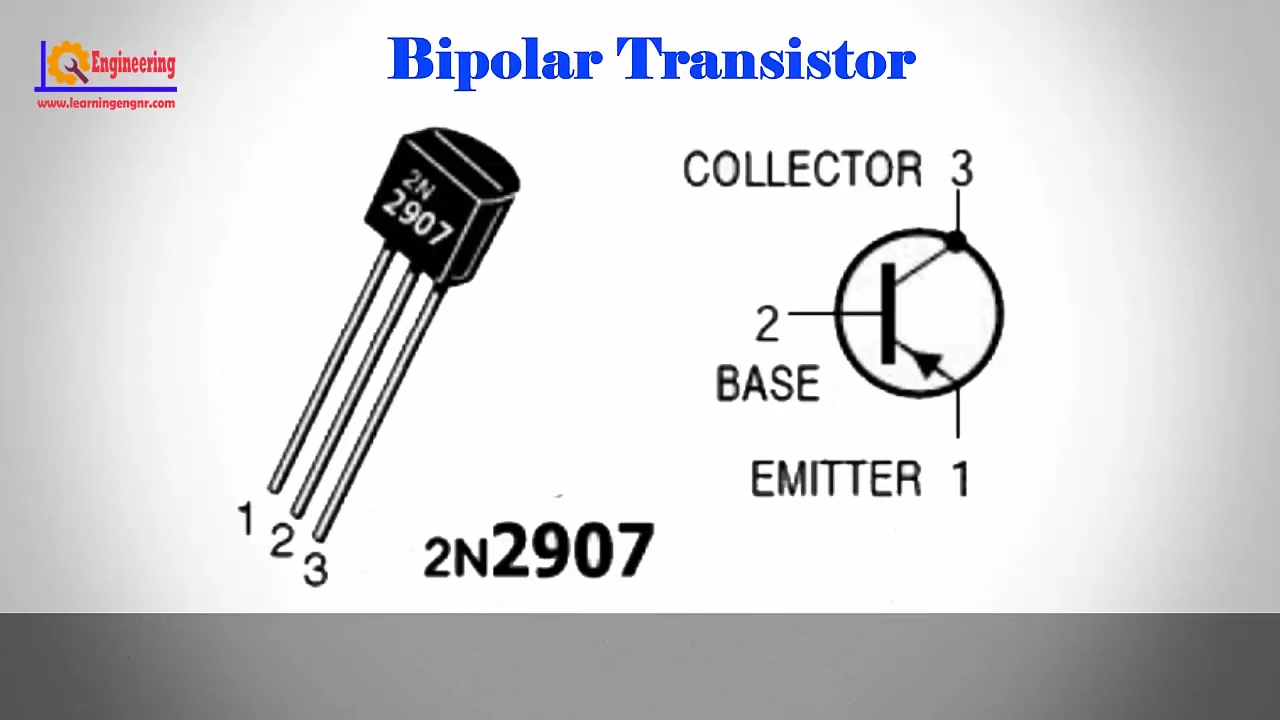 Engineering
www.learningengnr.com
Bipolar Transistor
2N
2907
1
2
3
2N2907
COLLECTOR 3
2
BASE
EMITTER 1